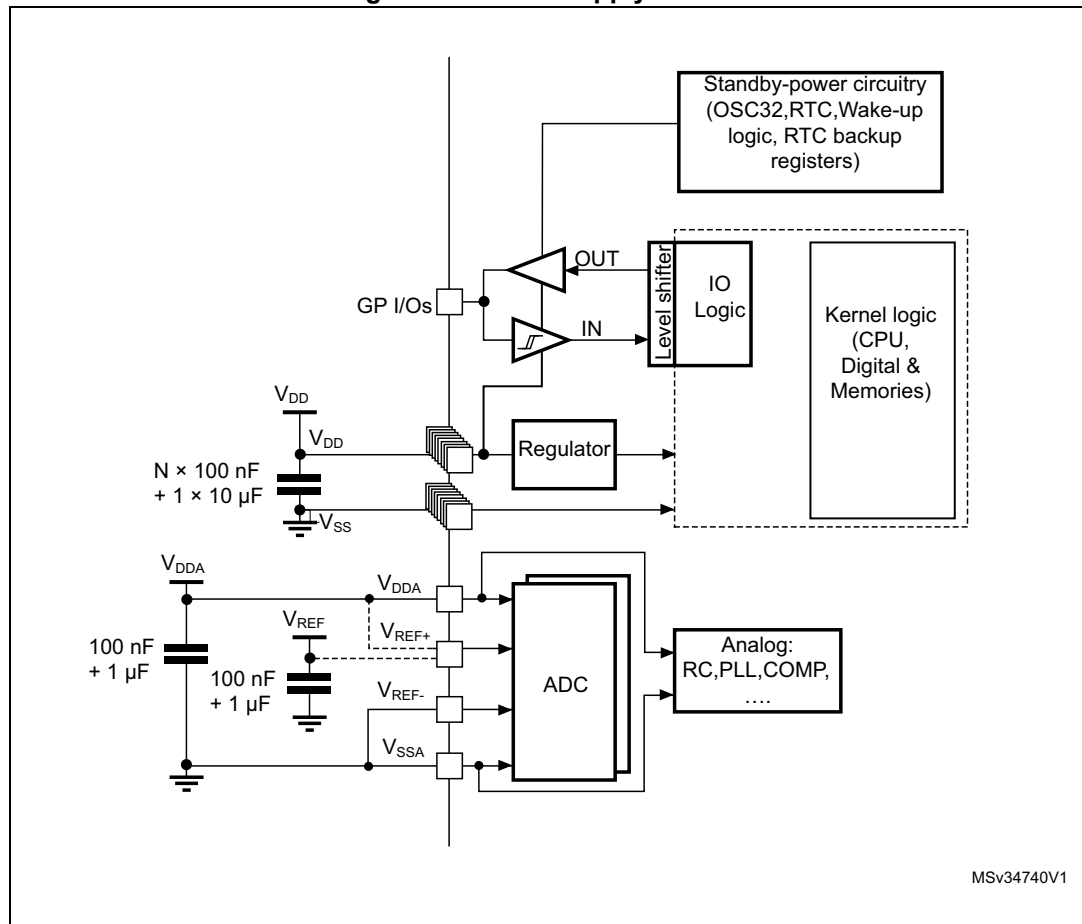 Standby-power circuitry
(OSC32,RTC,Wake-up
logic, RTC backup
registers)
OUT
Level shifter
IO
Logic
GP I/Os
IN
Kernel logic
(CPU,
Digital &
Memories)
VDD
VDD
Regulator
N × 100 nF
+ 1 × 10 µF
VSS
VDDA
VDDA
VREF
VREF+
100 nF
+ 1 µF
100 nF
+ 1 µF
VREF-
ADC
Analog:
RC,PLL,COMP,
....
VSSA
MSv34740V1